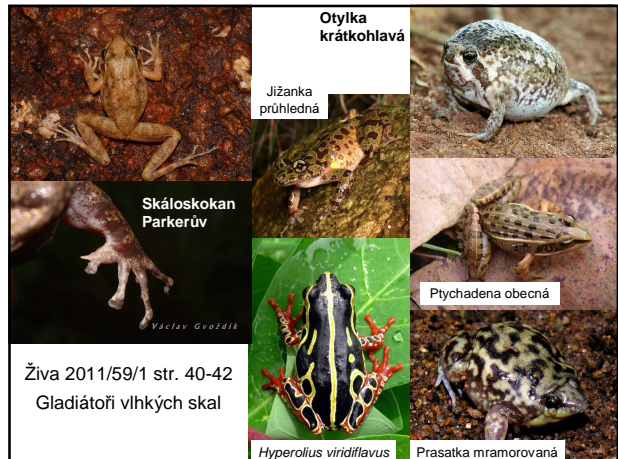 Otylka
krátkohlavá
Jižanka
průhledná
Skáloskokan
Parkerův
Václav Gvoždík
Ptychadena obecná
Živa 2011/59/1 str. 40-42
Gladiátoři vlhkých skal
Hyperolius viridiflavus
Prasatka mramorovaná